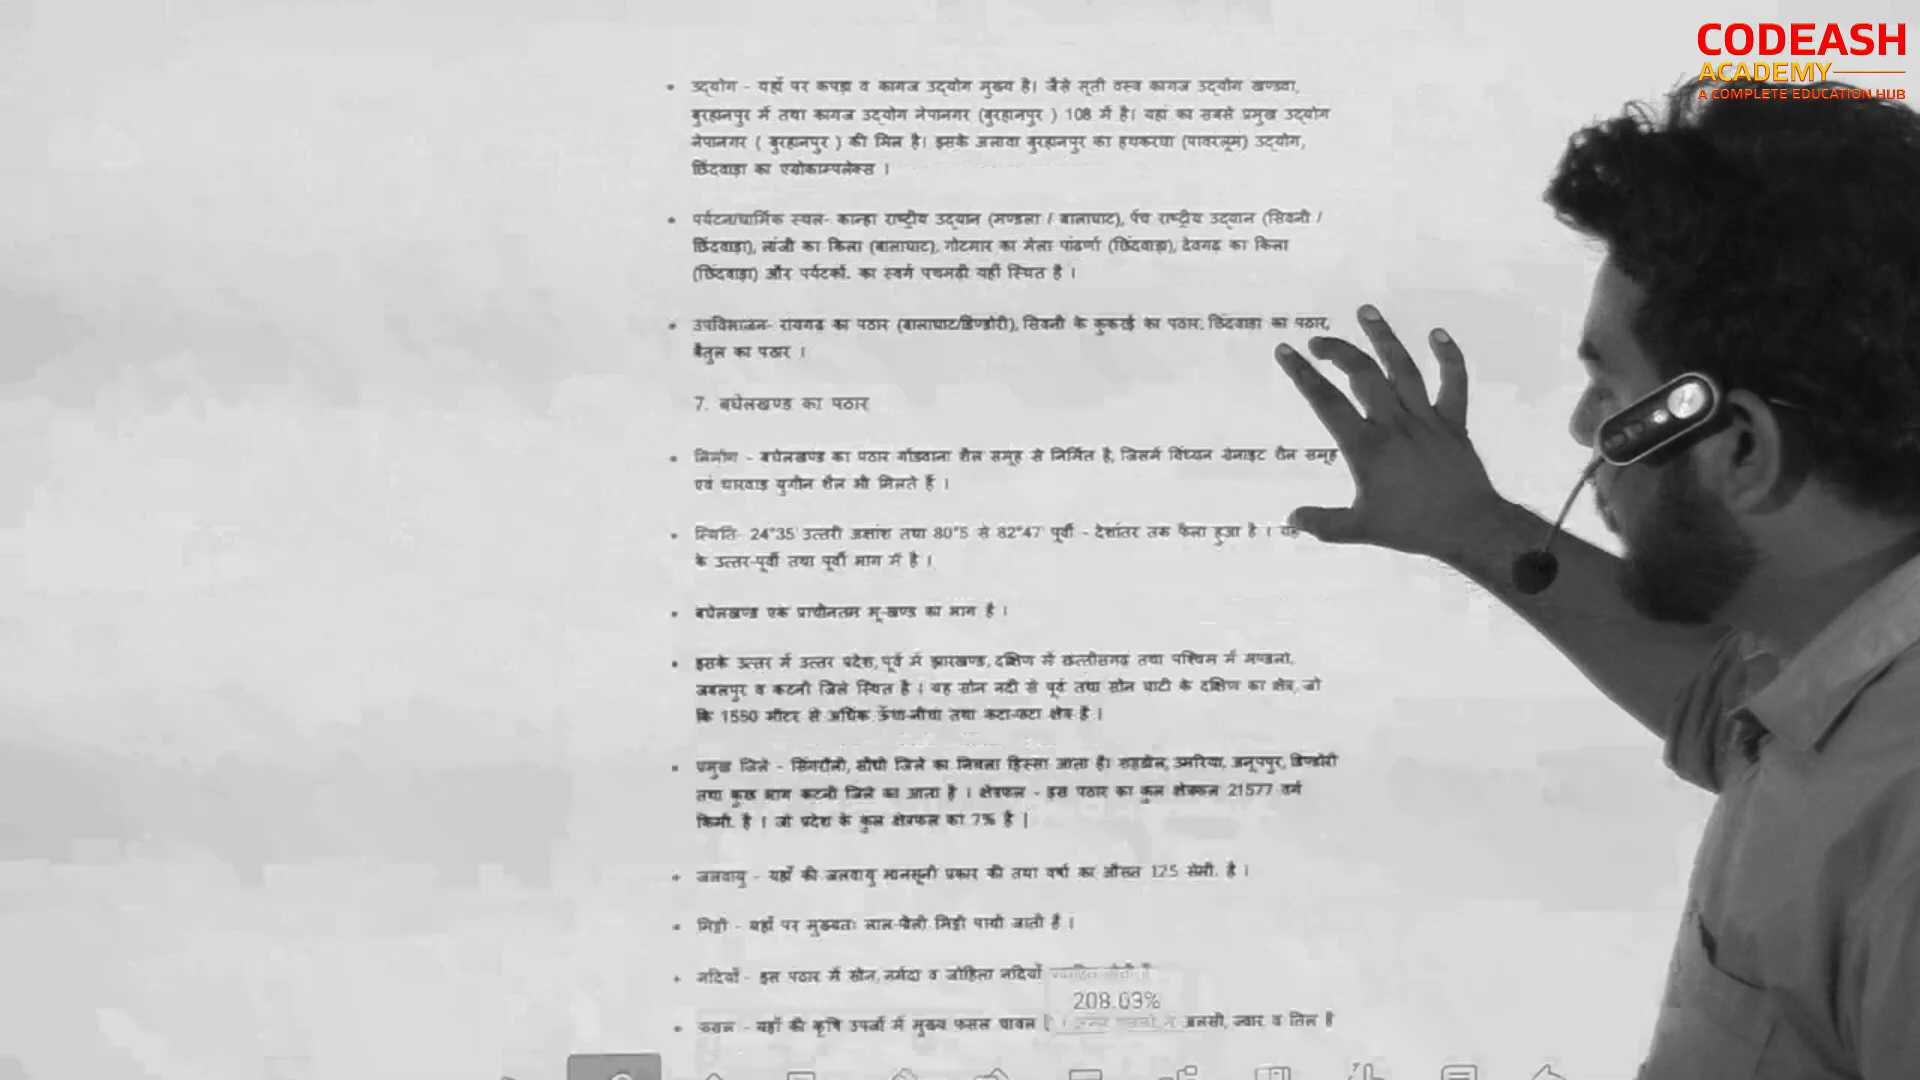 CODEASH
ACADEMY
A COMPLETE EDUCATION HUB
• उद्योग - यहाँ पर कपड़ा व कागज उद्योग मुख्य है। जैसे सूती वस्त्र कागज उद्योग खण्डवा,
बुरहानपुर में तथा कागज उद्योग नेपानगर (बुरहानपुर ) 108 में है। यहां का सबसे प्रमुख उद्योग
नेपानगर ( बुरहानपुर ) की मिल है। इसके अलावा बुरहानपुर का हथकरघा (पावरलूम) उद्योग,
छिंदवाड़ा का एग्रोकाम्पलेक्स ।
• पर्यटन/धार्मिक स्थल- कान्हा राष्ट्रीय उद्यान (मण्डला / बालाघाट), पेंच राष्ट्रीय उद्यान (सिवनी /
छिंदवाड़ा), लांजी का किला (बालाघाट), गोटमार का मेला पांढर्णा (छिंदवाड़ा), देवगढ़ का किला
(छिंदवाड़ा) और पर्यटकों. का स्वर्ग पचमढ़ी यहीं स्थित है ।
• उपविभाजन- रायगढ़ का पठार (बालाघाट/डिण्डोरी), सिवनी के कुकरई का पठार, छिंदवाड़ा का पठार,
बैतुल का पठार ।
7. बघेलखण्ड का पठार
• निर्माण - बघेलखण्ड का पठार गोंडवाना शैल समूह से निर्मित है, जिसमें विंध्यन ग्रेनाइट शैल समूह
एवं धारवाड़ युगीन शैल भी मिलते हैं ।
• स्थिति- 24°35' उत्तरी अक्षांश तथा 80°5 से 82°47' पूर्वी - देशांतर तक फैला हुआ है । यह
के उत्तर-पूर्वी तथा पूर्वी भाग में है ।
• बघेलखण्ड एक प्राचीनतम भू-खण्ड का भाग है ।
• इसके उत्तर में उत्तर प्रदेश, पूर्व में झारखण्ड, दक्षिण में छत्तीसगढ़ तथा पश्चिम में मण्डला,
जबलपुर व कटनी जिले स्थित है । यह सोन नदी से पूर्व तथा सोन घाटी के दक्षिण का क्षेत्र, जो
कि 1550 मीटर से अधिक ऊँचा-नीचा तथा कटा-फटा क्षेत्र है ।
• प्रमुख जिले - सिंगरौली, सीधी जिले का निचला हिस्सा आता है। शहडोल, उमरिया, अनूपपुर, डिण्डोरी
तथा कुछ भाग कटनी जिले का आता है । क्षेत्रफल - इस पठार का कुल क्षेत्रफल 21577 वर्ग
किमी. है । जो प्रदेश के कुल क्षेत्रफल का 7% है |
• जलवायु - यहाँ की जलवायु मानसूनी प्रकार की तथा वर्षा का औसत 125 सेमी. है ।
• मिट्टी - यहाँ पर मुख्यतः लाल-पीली मिट्टी पायी जाती है ।
• नदियाँ - इस पठार में सोन, नर्मदा व जोहिला नदियाँ
208.03%
• फसल - यहाँ की कृषि उपजों में मुख्य फसल चावल है । अलसी, ज्वार व तिल है